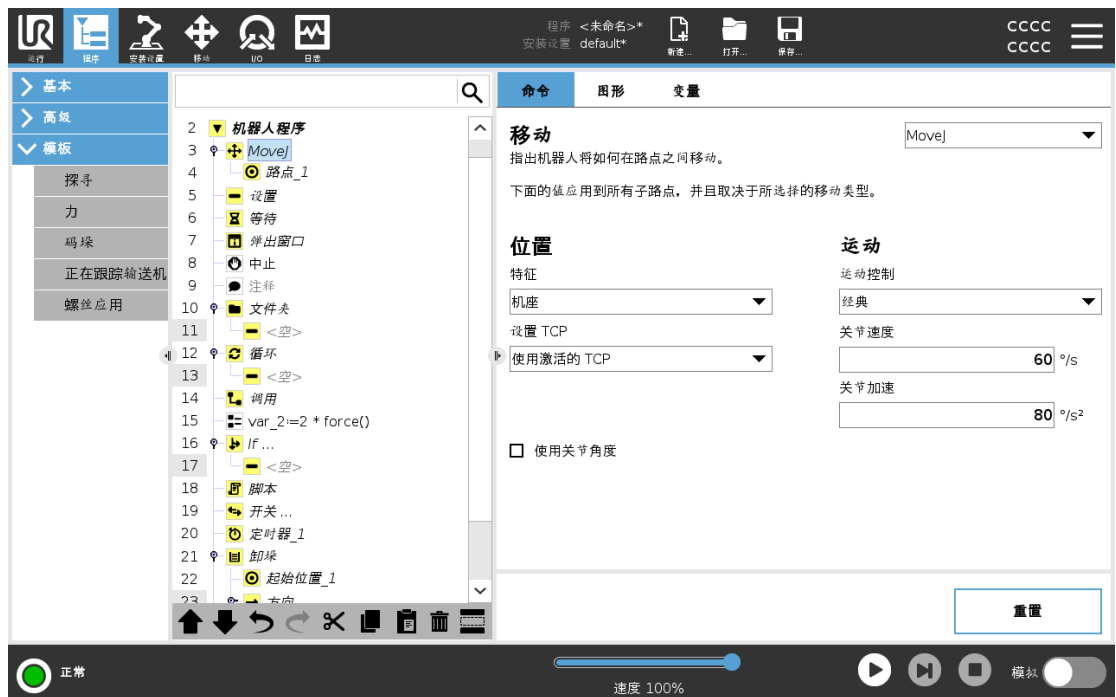 程序 <未命名>*
安装设置 default*
CCCC
CCCC
运行 程序 安装设置 移动 I/O 日志 新建... 打开... 保存...
基本
高级
模板
探寻
力
码垛
正在跟踪输送机
螺丝应用
2 机器人程序
3 MoveJ
4 路点_1
5 设置
6 等待
7 弹出窗口
8 中止
9 注释
10 文件夹
11 <空>
12 循环
13 <空>
14 调用
15 var_2:=2 * force()
16 If ...
17 <空>
18 脚本
19 开关 ...
20 定时器_1
21 卸垛
22 起始位置_1
23 方向
命令 图形 变量
移动
MoveJ
指出机器人将如何在路点之间移动。
下面的值应用到所有子路点，并且取决于所选择的移动类型。
位置
特征
机座
设置 TCP
使用激活的 TCP
使用关节角度
运动
运动控制
经典
关节速度
60 °/s
关节加速
80 °/s²
重置
正常
速度 100%
模拟